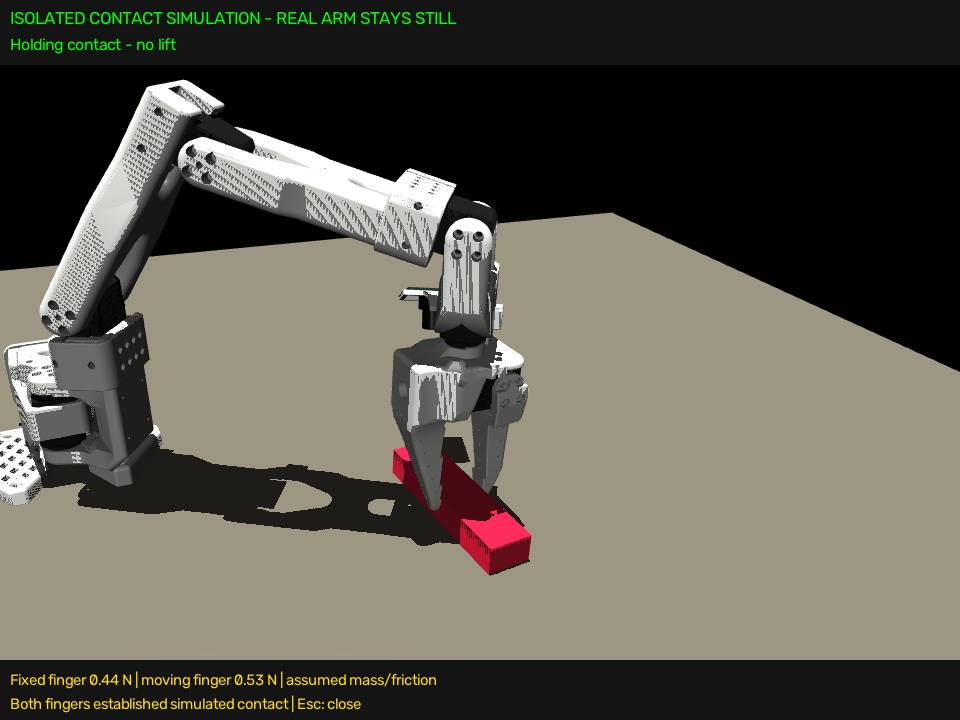 ISOLATED CONTACT SIMULATION - REAL ARM STAYS STILL
Holding contact - no lift
Fixed finger 0.44 N | moving finger 0.53 N | assumed mass/friction
Both fingers established simulated contact | Esc: close